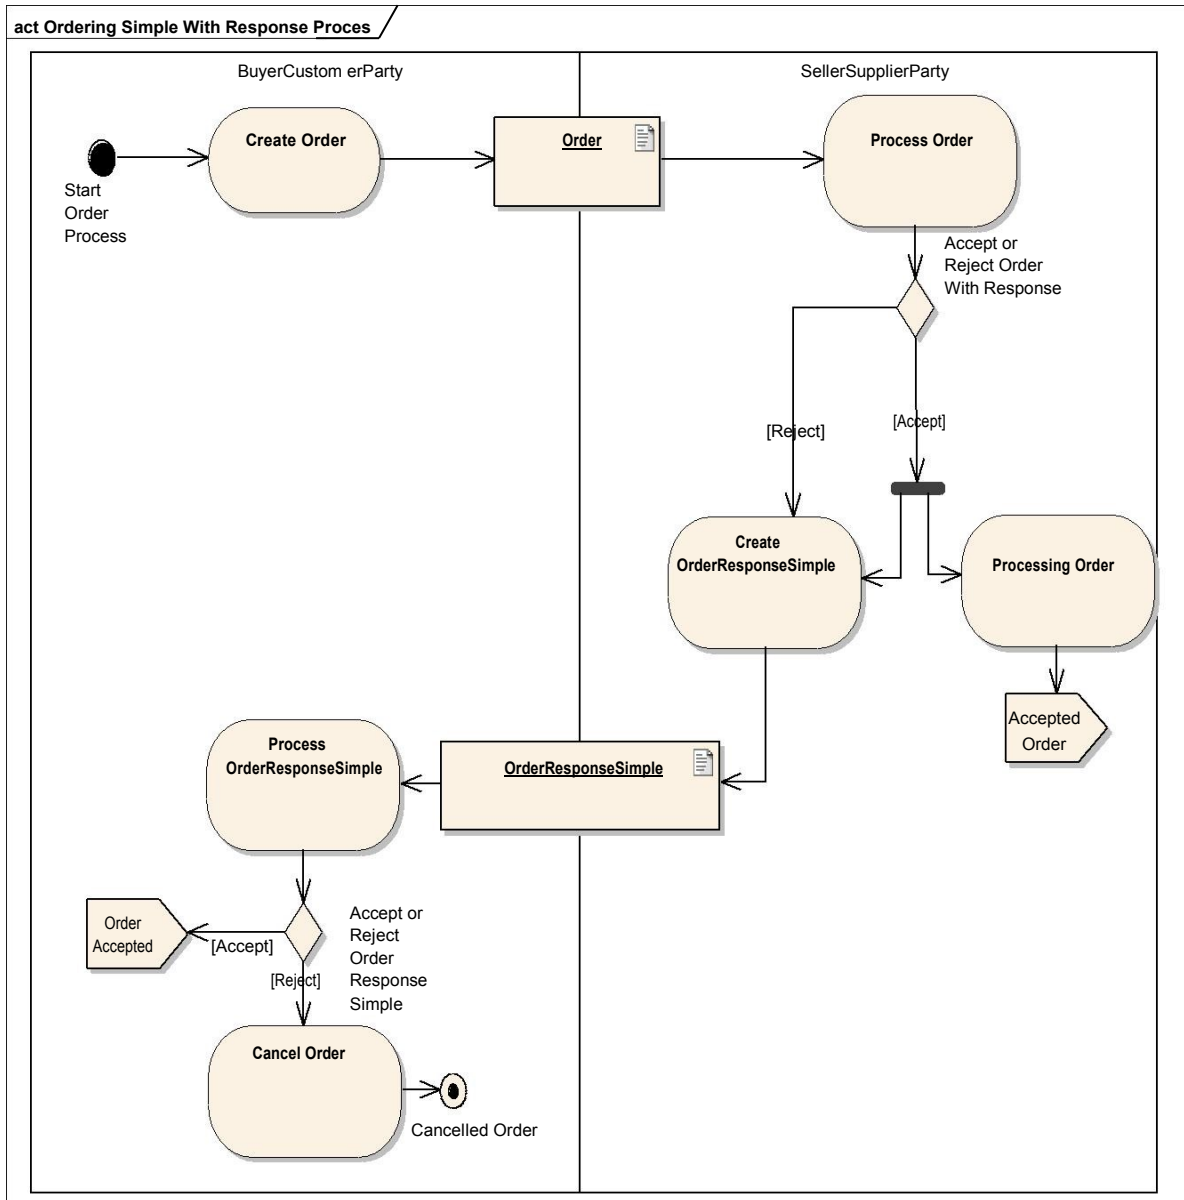 act Ordering Simple With Response Proces
BuyerCustom erParty
SellerSupplierParty
Create Order
Order
Process Order
Start
Order
Process
Accept or
Reject Order
With Response
[Reject]
[Accept]
Create
OrderResponseSimple
Processing Order
Accepted
Order
Process
OrderResponseSimple
OrderResponseSimple
Order
Accepted
[Accept]
Accept or
Reject
Order
Response
Simple
[Reject]
Cancel Order
Cancelled Order